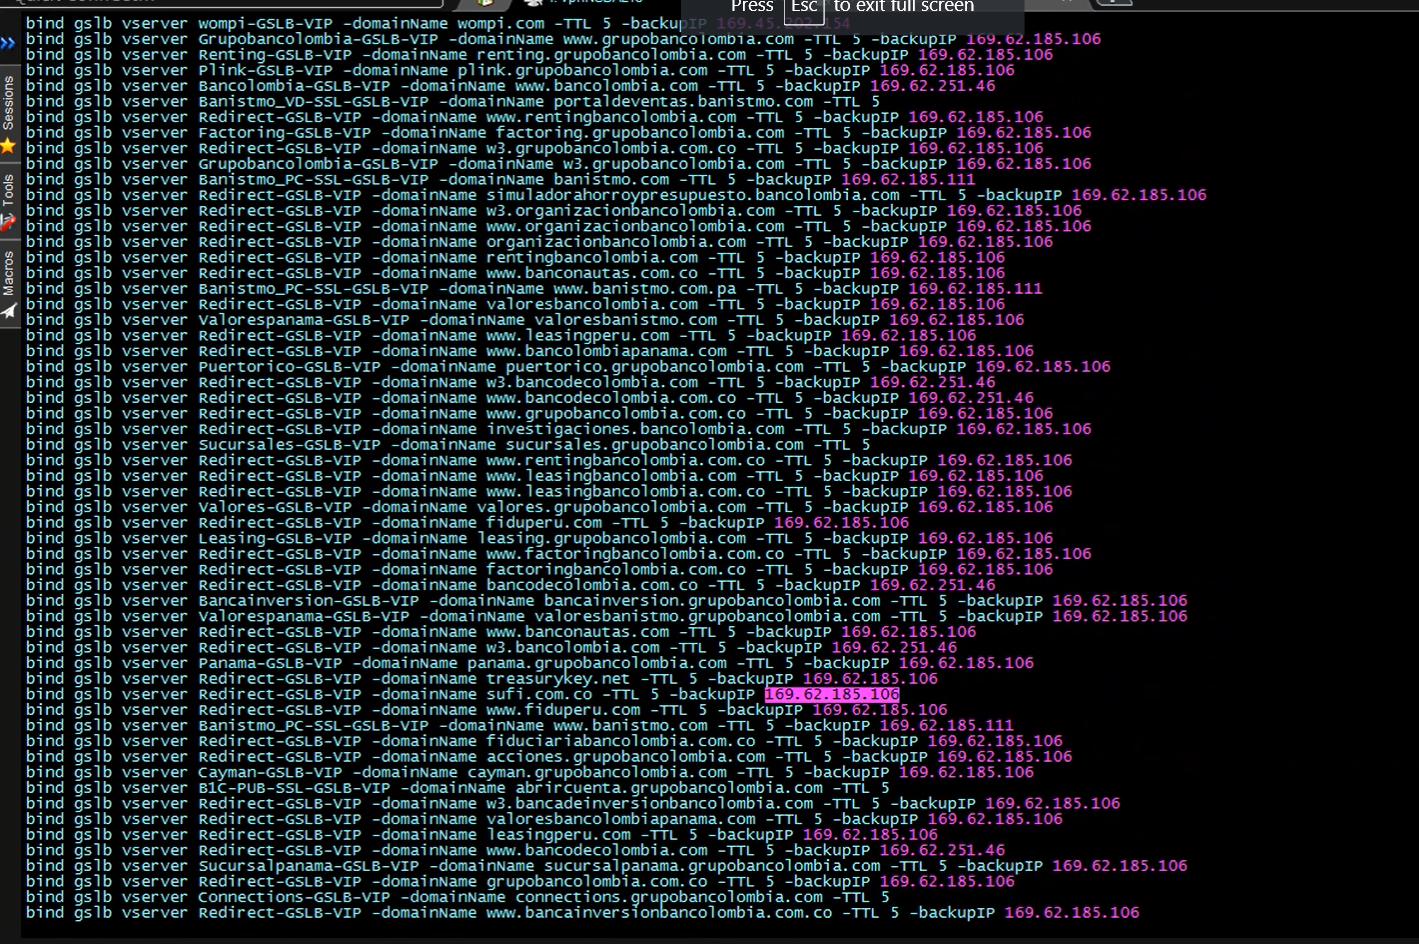 Press Esc to exit full screen
Sessions
Tools
Macros
bind gslb vserver wompi-GSLB-VIP -domainName wompi.com -TTL 5 -backupIP
bind gslb vserver Grupobancolombia-GSLB-VIP -domainName www.grupobancolombia.com -TTL 5 -backupIP 169.62.185.106
bind gslb vserver Renting-GSLB-VIP -domainName renting.grupobancolombia.com -TTL 5 -backupIP 169.62.185.106
bind gslb vserver Plink-GSLB-VIP -domainName plink.grupobancolombia.com -TTL 5 -backupIP 169.62.185.106
bind gslb vserver Bancolombia-GSLB-VIP -domainName www.bancolombia.com -TTL 5 -backupIP 169.62.251.46
bind gslb vserver Banistmo_VD-SSL-GSLB-VIP -domainName portaldeventas.banistmo.com -TTL 5
bind gslb vserver Redirect-GSLB-VIP -domainName www.rentingbancolombia.com -TTL 5 -backupIP 169.62.185.106
bind gslb vserver Factoring-GSLB-VIP -domainName factoring.grupobancolombia.com -TTL 5 -backupIP 169.62.185.106
bind gslb vserver Redirect-GSLB-VIP -domainName w3.grupobancolombia.com.co -TTL 5 -backupIP 169.62.185.106
bind gslb vserver Grupobancolombia-GSLB-VIP -domainName w3.grupobancolombia.com -TTL 5 -backupIP 169.62.185.106
bind gslb vserver Banistmo_PC-SSL-GSLB-VIP -domainName banistmo.com -TTL 5 -backupIP 169.62.185.111
bind gslb vserver Redirect-GSLB-VIP -domainName simuladorahorroypresupuesto.bancolombia.com -TTL 5 -backupIP 169.62.185.106
bind gslb vserver Redirect-GSLB-VIP -domainName w3.organizacionbancolombia.com -TTL 5 -backupIP 169.62.185.106
bind gslb vserver Redirect-GSLB-VIP -domainName www.organizacionbancolombia.com -TTL 5 -backupIP 169.62.185.106
bind gslb vserver Redirect-GSLB-VIP -domainName organizacionbancolombia.com -TTL 5 -backupIP 169.62.185.106
bind gslb vserver Redirect-GSLB-VIP -domainName rentingbancolombia.com -TTL 5 -backupIP 169.62.185.106
bind gslb vserver Redirect-GSLB-VIP -domainName www.banconautas.com.co -TTL 5 -backupIP 169.62.185.106
bind gslb vserver Banistmo_PC-SSL-GSLB-VIP -domainName www.banistmo.com.pa -TTL 5 -backupIP 169.62.185.111
bind gslb vserver Redirect-GSLB-VIP -domainName valoresbancolombia.com -TTL 5 -backupIP 169.62.185.106
bind gslb vserver Valorespanama-GSLB-VIP -domainName valoresbanistmo.com -TTL 5 -backupIP 169.62.185.106
bind gslb vserver Redirect-GSLB-VIP -domainName www.leasingperu.com -TTL 5 -backupIP 169.62.185.106
bind gslb vserver Redirect-GSLB-VIP -domainName www.bancolombiapanama.com -TTL 5 -backupIP 169.62.185.106
bind gslb vserver Puertorico-GSLB-VIP -domainName puertorico.grupobancolombia.com -TTL 5 -backupIP 169.62.185.106
bind gslb vserver Redirect-GSLB-VIP -domainName w3.bancodecolombia.com -TTL 5 -backupIP 169.62.251.46
bind gslb vserver Redirect-GSLB-VIP -domainName www.bancodecolombia.com.co -TTL 5 -backupIP 169.62.251.46
bind gslb vserver Redirect-GSLB-VIP -domainName www.grupobancolombia.com.co -TTL 5 -backupIP 169.62.185.106
bind gslb vserver Redirect-GSLB-VIP -domainName investigaciones.bancolombia.com -TTL 5 -backupIP 169.62.185.106
bind gslb vserver Sucursales-GSLB-VIP -domainName sucursales.grupobancolombia.com -TTL 5
bind gslb vserver Redirect-GSLB-VIP -domainName www.rentingbancolombia.com.co -TTL 5 -backupIP 169.62.185.106
bind gslb vserver Redirect-GSLB-VIP -domainName www.leasingbancolombia.com -TTL 5 -backupIP 169.62.185.106
bind gslb vserver Redirect-GSLB-VIP -domainName www.leasingbancolombia.com.co -TTL 5 -backupIP 169.62.185.106
bind gslb vserver Valores-GSLB-VIP -domainName valores.grupobancolombia.com -TTL 5 -backupIP 169.62.185.106
bind gslb vserver Redirect-GSLB-VIP -domainName fiduperu.com -TTL 5 -backupIP 169.62.185.106
bind gslb vserver Leasing-GSLB-VIP -domainName leasing.grupobancolombia.com -TTL 5 -backupIP 169.62.185.106
bind gslb vserver Redirect-GSLB-VIP -domainName www.factoringbancolombia.com.co -TTL 5 -backupIP 169.62.185.106
bind gslb vserver Redirect-GSLB-VIP -domainName factoringbancolombia.com.co -TTL 5 -backupIP 169.62.185.106
bind gslb vserver Redirect-GSLB-VIP -domainName bancodecolombia.com.co -TTL 5 -backupIP 169.62.251.46
bind gslb vserver Bancainversion-GSLB-VIP -domainName bancainversion.grupobancolombia.com -TTL 5 -backupIP 169.62.185.106
bind gslb vserver Valorespanama-GSLB-VIP -domainName valoresbanistmo.grupobancolombia.com -TTL 5 -backupIP 169.62.185.106
bind gslb vserver Redirect-GSLB-VIP -domainName www.banconautas.com -TTL 5 -backupIP 169.62.185.106
bind gslb vserver Redirect-GSLB-VIP -domainName w3.bancolombia.com -TTL 5 -backupIP 169.62.251.46
bind gslb vserver Panama-GSLB-VIP -domainName panama.grupobancolombia.com -TTL 5 -backupIP 169.62.185.106
bind gslb vserver Redirect-GSLB-VIP -domainName treasurykey.net -TTL 5 -backupIP 169.62.185.106
bind gslb vserver Redirect-GSLB-VIP -domainName sufi.com.co -TTL 5 -backupIP 169.62.185.106
bind gslb vserver Redirect-GSLB-VIP -domainName www.fiduperu.com -TTL 5 -backupIP 169.62.185.106
bind gslb vserver Banistmo_PC-SSL-GSLB-VIP -domainName www.banistmo.com -TTL 5 -backupIP 169.62.185.111
bind gslb vserver Redirect-GSLB-VIP -domainName fiduciariabancolombia.com.co -TTL 5 -backupIP 169.62.185.106
bind gslb vserver Redirect-GSLB-VIP -domainName acciones.grupobancolombia.com -TTL 5 -backupIP 169.62.185.106
bind gslb vserver Cayman-GSLB-VIP -domainName cayman.grupobancolombia.com -TTL 5 -backupIP 169.62.185.106
bind gslb vserver B1C-PUB-SSL-GSLB-VIP -domainName abrircuenta.grupobancolombia.com -TTL 5
bind gslb vserver Redirect-GSLB-VIP -domainName w3.bancadeinversionbancolombia.com -TTL 5 -backupIP 169.62.185.106
bind gslb vserver Redirect-GSLB-VIP -domainName valoresbancolombiapanama.com -TTL 5 -backupIP 169.62.185.106
bind gslb vserver Redirect-GSLB-VIP -domainName leasingperu.com -TTL 5 -backupIP 169.62.185.106
bind gslb vserver Redirect-GSLB-VIP -domainName www.bancodecolombia.com -TTL 5 -backupIP 169.62.251.46
bind gslb vserver Sucursalpanama-GSLB-VIP -domainName sucursalpanama.grupobancolombia.com -TTL 5 -backupIP 169.62.185.106
bind gslb vserver Redirect-GSLB-VIP -domainName grupobancolombia.com.co -TTL 5 -backupIP 169.62.185.106
bind gslb vserver Connections-GSLB-VIP -domainName connections.grupobancolombia.com -TTL 5
bind gslb vserver Redirect-GSLB-VIP -domainName www.bancainversionbancolombia.com.co -TTL 5 -backupIP 169.62.185.106